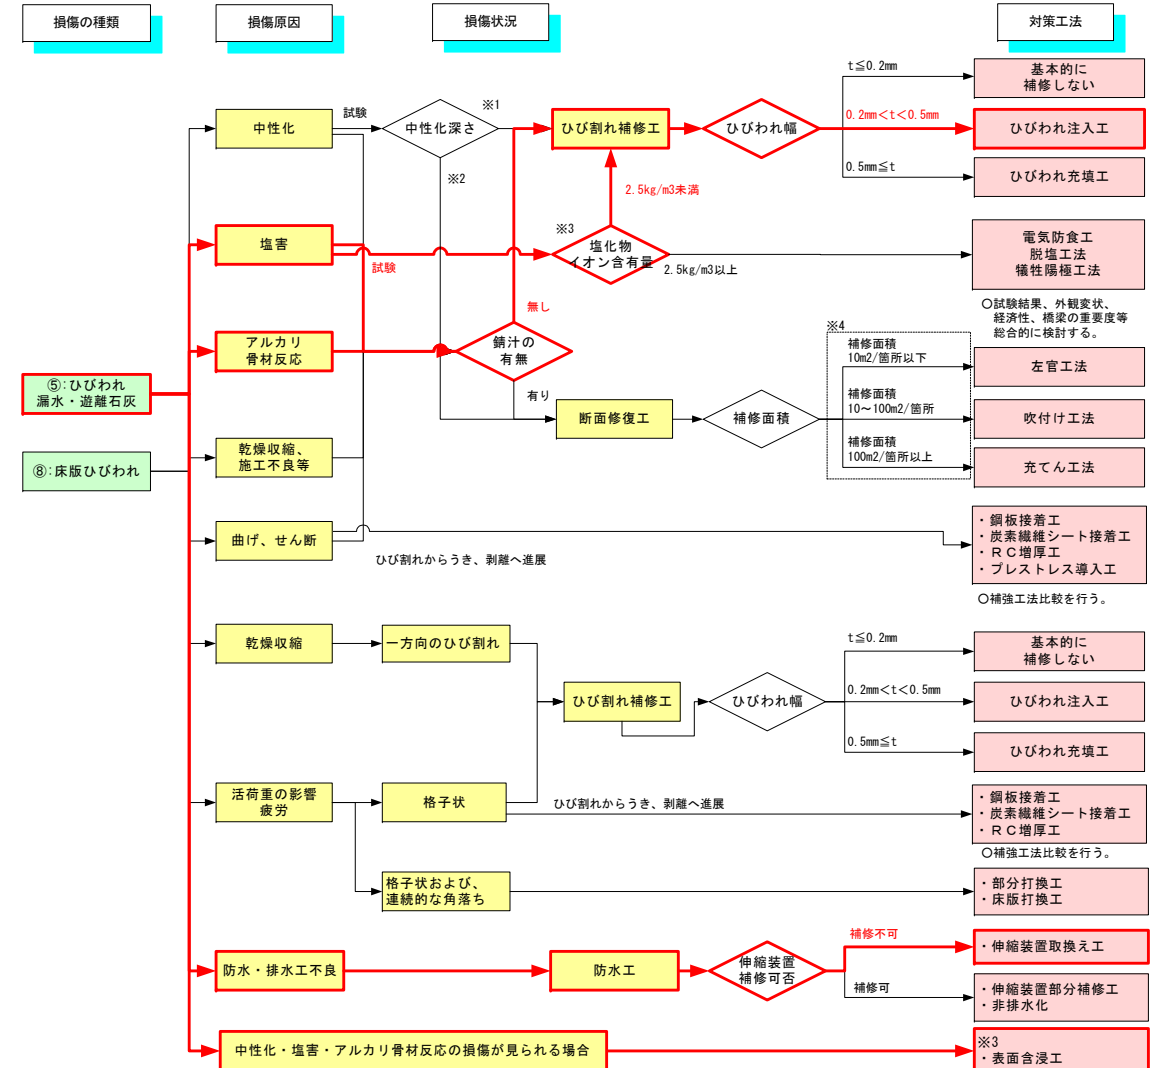 損傷の種類
損傷原因
損傷状況
対策工法
中性化
試験
中性化深さ
※1
※2
ひび割れ補修工
ひびわれ幅
t≦0.2mm
0.2mm<t<0.5mm
0.5mm≦t
基本的に
補修しない
ひびわれ注入工
ひびわれ充填工
2.5kg/m3未満
塩害
試験
※3
塩化物
イオン含有量
2.5kg/m3以上
電気防食工
脱塩工法
犠牲陽極工法
○試験結果、外観変状、
経済性、橋梁の重要度等
総合的に検討する。
無し
アルカリ
骨材反応
錆汁の
有無
有り
⑤:ひびわれ
漏水・遊離石灰
⑧:床版ひびわれ
断面修復工
補修面積
※4
補修面積
10m2/箇所以下
補修面積
10~100m2/箇所
補修面積
100m2/箇所以上
左官工法
吹付け工法
充てん工法
乾燥収縮、
施工不良等
曲げ、せん断
ひび割れからうき、剥離へ進展
・鋼板接着工
・炭素繊維シート接着工
・RC増厚工
・プレストレス導入工
○補強工法比較を行う。
乾燥収縮
一方向のひび割れ
ひび割れ補修工
ひびわれ幅
t≦0.2mm
0.2mm<t<0.5mm
0.5mm≦t
基本的に
補修しない
ひびわれ注入工
ひびわれ充填工
活荷重の影響
疲労
格子状
ひび割れからうき、剥離へ進展
・鋼板接着工
・炭素繊維シート接着工
・RC増厚工
○補強工法比較を行う。
格子状および、
連続的な角落ち
・部分打換工
・床版打換工
防水・排水工不良
防水工
伸縮装置
補修可否
補修不可
補修可
・伸縮装置取換え工
・伸縮装置部分補修工
・非排水化
中性化・塩害・アルカリ骨材反応の損傷が見られる場合
※3
・表面含浸工